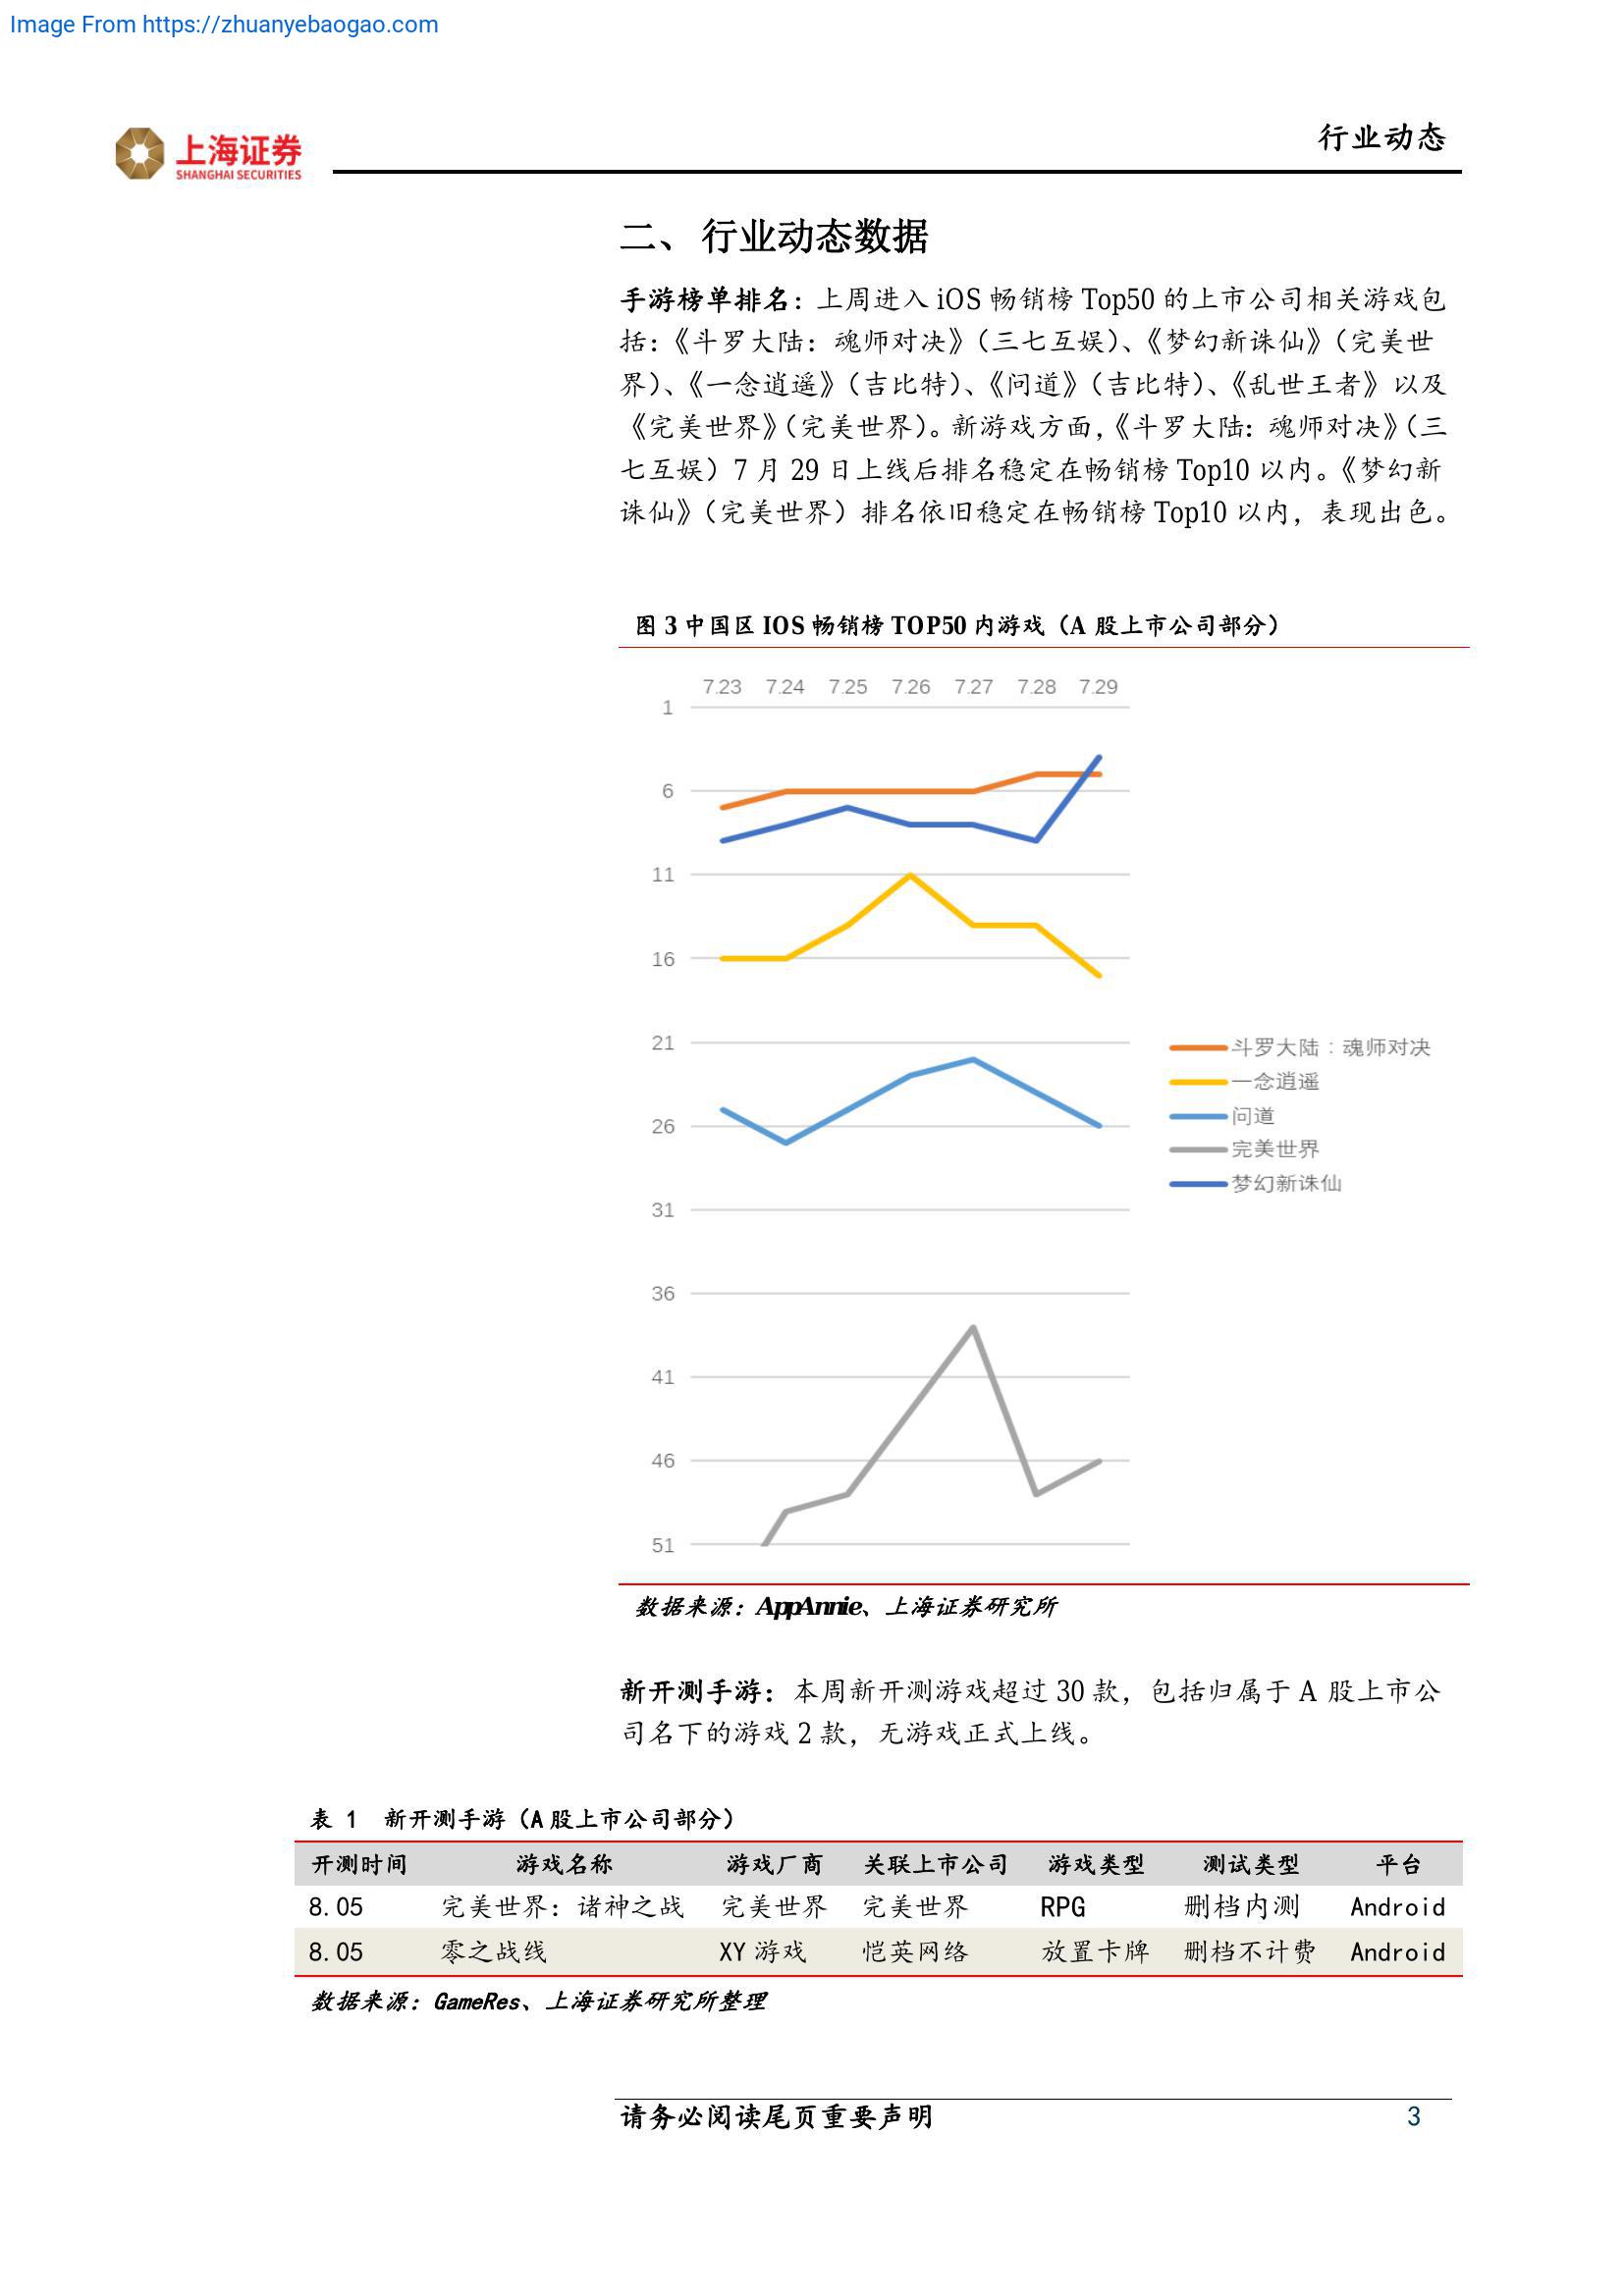 Image From https://zhuanyebaogao.com
上海证券
SHANGHAI SECURITIES
行业动态
二、 行业动态数据
手游榜单排名：上周进入 iOS 畅销榜 Top50 的上市公司相关游戏包
括：《斗罗大陆：魂师对决》（三七互娱）、《梦幻新诛仙》（完美世
界）、《一念逍遥》（吉比特）、《问道》（吉比特）、《乱世王者》以及
《完美世界》（完美世界）。新游戏方面，《斗罗大陆：魂师对决》（三
七互娱）7 月 29 日上线后排名稳定在畅销榜 Top10 以内。《梦幻新
诛仙》（完美世界）排名依旧稳定在畅销榜 Top10 以内，表现出色。
图 3 中国区 IOS 畅销榜 TOP50 内游戏（A 股上市公司部分）
7.23 7.24 7.25 7.26 7.27 7.28 7.29
1
6
11
16
21
26
31
36
41
46
51
斗罗大陆：魂师对决
一念逍遥
问道
完美世界
梦幻新诛仙
数据来源：AppAnnie、上海证券研究所
新开测手游：本周新开测游戏超过 30 款，包括归属于 A 股上市公
司名下的游戏 2 款，无游戏正式上线。
表 1 新开测手游（A 股上市公司部分）
开测时间 游戏名称 游戏厂商 关联上市公司 游戏类型 测试类型 平台
8.05 完美世界：诸神之战 完美世界 完美世界 RPG 删档内测 Android
8.05 零之战线 XY 游戏 恺英网络 放置卡牌 删档不计费 Android
数据来源：GameRes、上海证券研究所整理
请务必阅读尾页重要声明 3